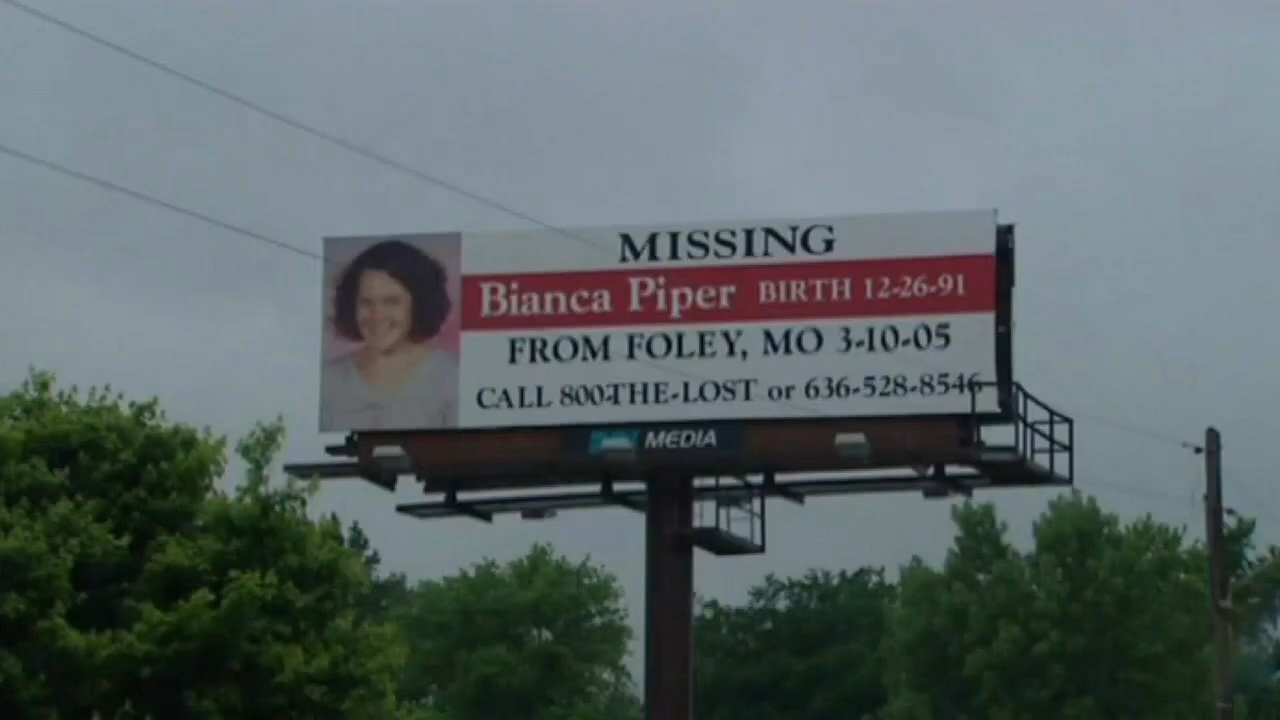 MISSING
Bianca Piper BIRTH 12-26-91
FROM FOLEY, MO 3-10-05
CALL 800-THE-LOST or 636-528-8546
MEDIA